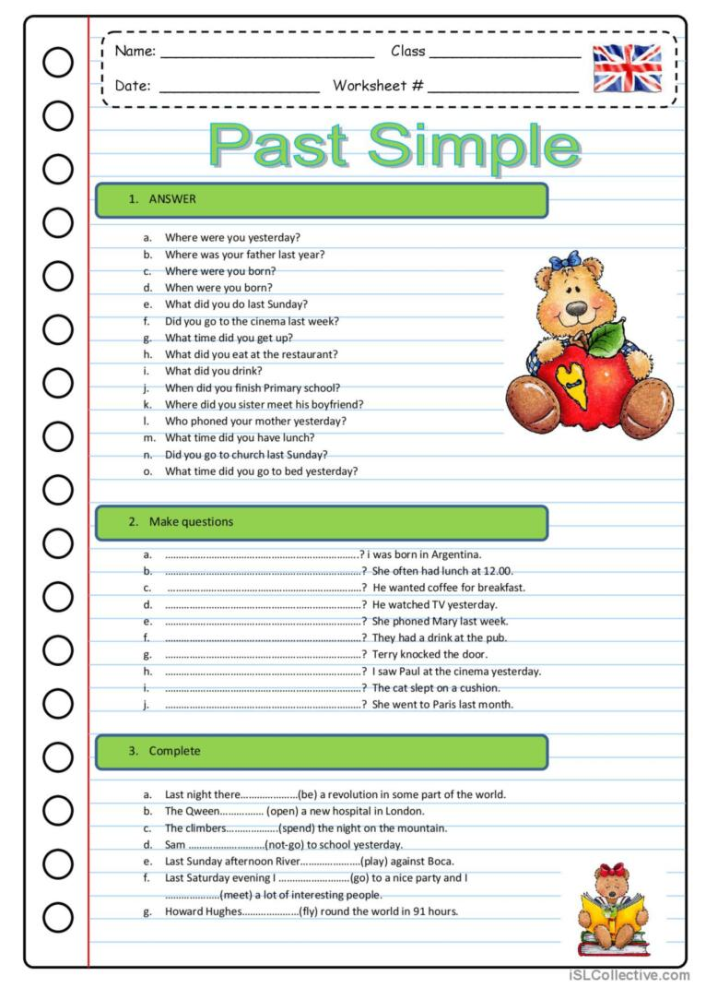 Name: ____________________________ Class ____________________
Date: _____________________ Worksheet # ____________________
Past Simple
1. ANSWER
a. Where were you yesterday?
b. Where was your father last year?
c. Where were you born?
d. When were you born?
e. What did you do last Sunday?
f. Did you go to the cinema last week?
g. What time did you get up?
h. What did you eat at the restaurant?
i. What did you drink?
j. When did you finish Primary school?
k. Where did you sister meet his boyfriend?
l. Who phoned your mother yesterday?
m. What time did you have lunch?
n. Did you go to church last Sunday?
o. What time did you go to bed yesterday?
2. Make questions
a. ………………………………………………………………..? i was born in Argentina.
b. …………………………………………………………………? She often had lunch at 12.00.
c. …………………………………………………………………? He wanted coffee for breakfast.
d. …………………………………………………………………? He watched TV yesterday.
e. …………………………………………………………………? She phoned Mary last week.
f. …………………………………………………………………? They had a drink at the pub.
g. …………………………………………………………………? Terry knocked the door.
h. …………………………………………………………………? I saw Paul at the cinema yesterday.
i. …………………………………………………………………? The cat slept on a cushion.
j. …………………………………………………………………? She went to Paris last month.
3. Complete
a. Last night there…………………(be) a revolution in some part of the world.
b. The Qween…………… (open) a new hospital in London.
c. The climbers……………….(spend) the night on the mountain.
d. Sam ……………………….(not-go) to school yesterday.
e. Last Sunday afternoon River………………….(play) against Boca.
f. Last Saturday evening I ……………………..(go) to a nice party and I
………………..(meet) a lot of interesting people.
g. Howard Hughes…………………(fly) round the world in 91 hours.
iSLCollective.com